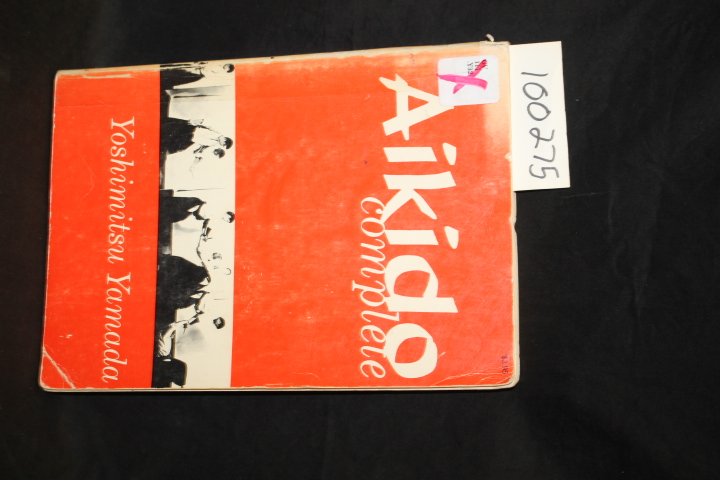 Aikido
complete
Yoshimitsu Yamada
160275